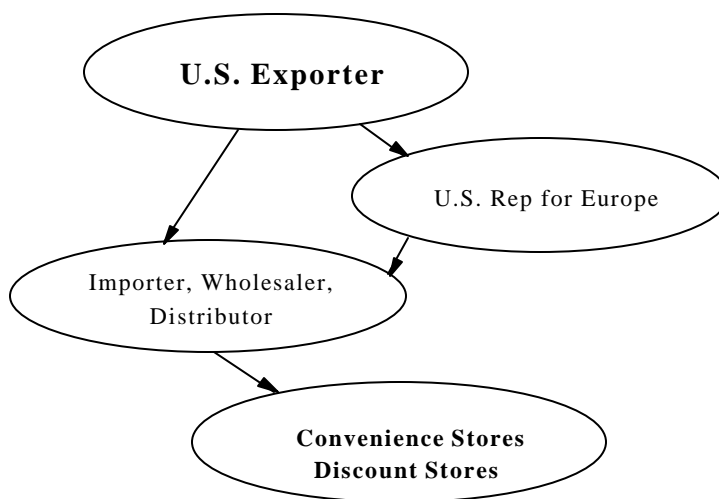 U.S. Exporter
U.S. Rep for Europe
Importer, Wholesaler,
Distributor
Convenience Stores
Discount Stores